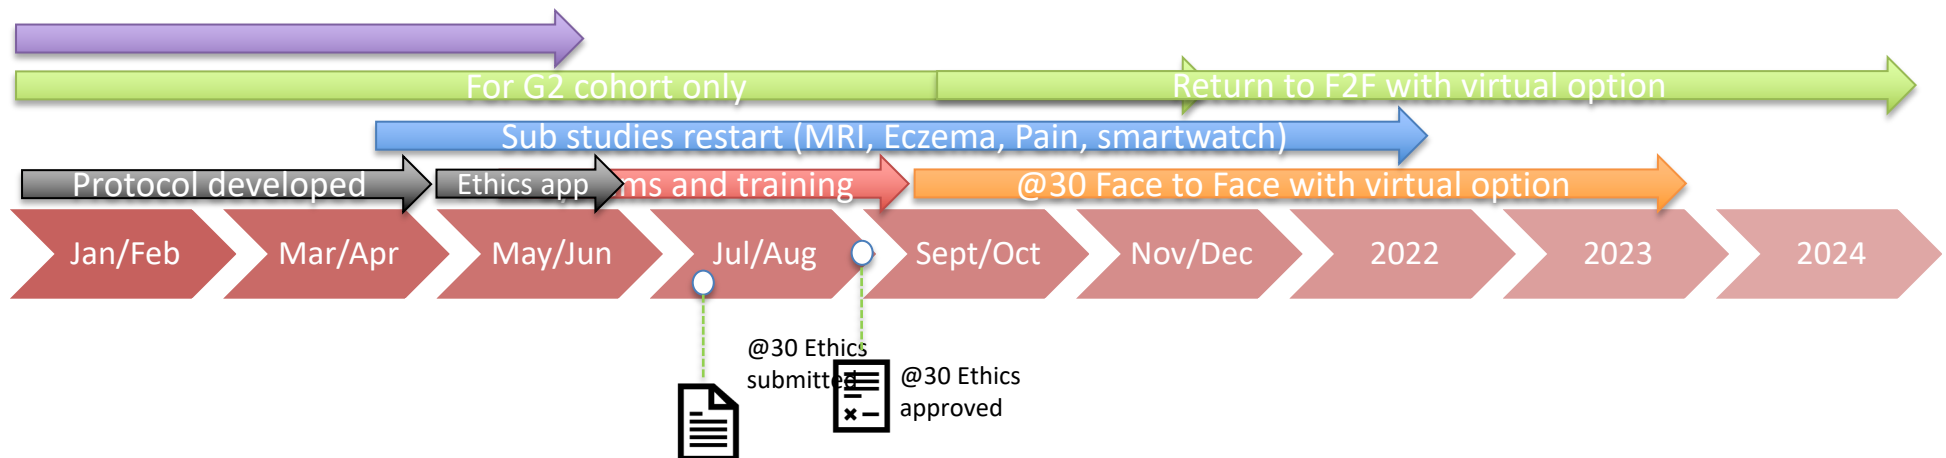 For G2 cohort only
Return to F2F with virtual option
Sub studies restart (MRI, Eczema, Pain, smartwatch)
Protocol developed
Ethics app
and training
@30 Face to Face with virtual option
Jan/Feb
Mar/Apr
May/Jun
Jul/Aug
Sept/Oct
Nov/Dec
2022
2023
2024
@30 Ethics
submitted
@30 Ethics
approved